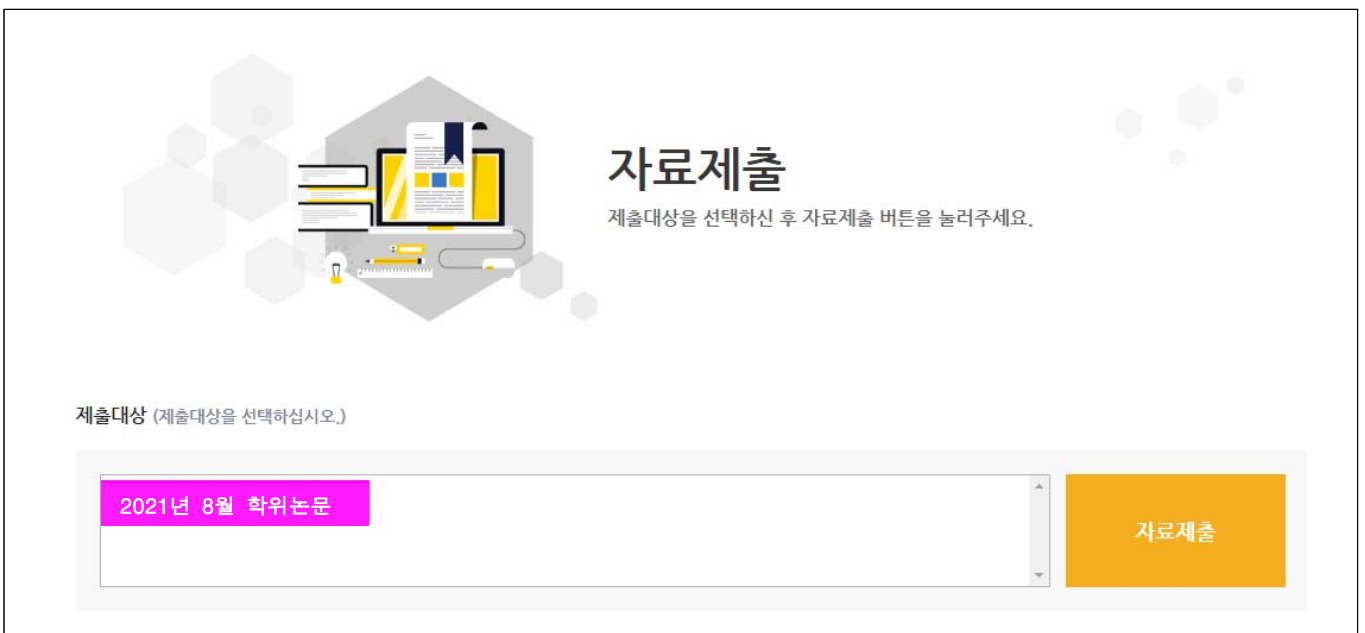 자료제출
제출대상을 선택하신 후 자료제출 버튼을 눌러주세요.
제출대상 (제출대상을 선택하십시오.)
2021년 8월 학위논문
자료제출